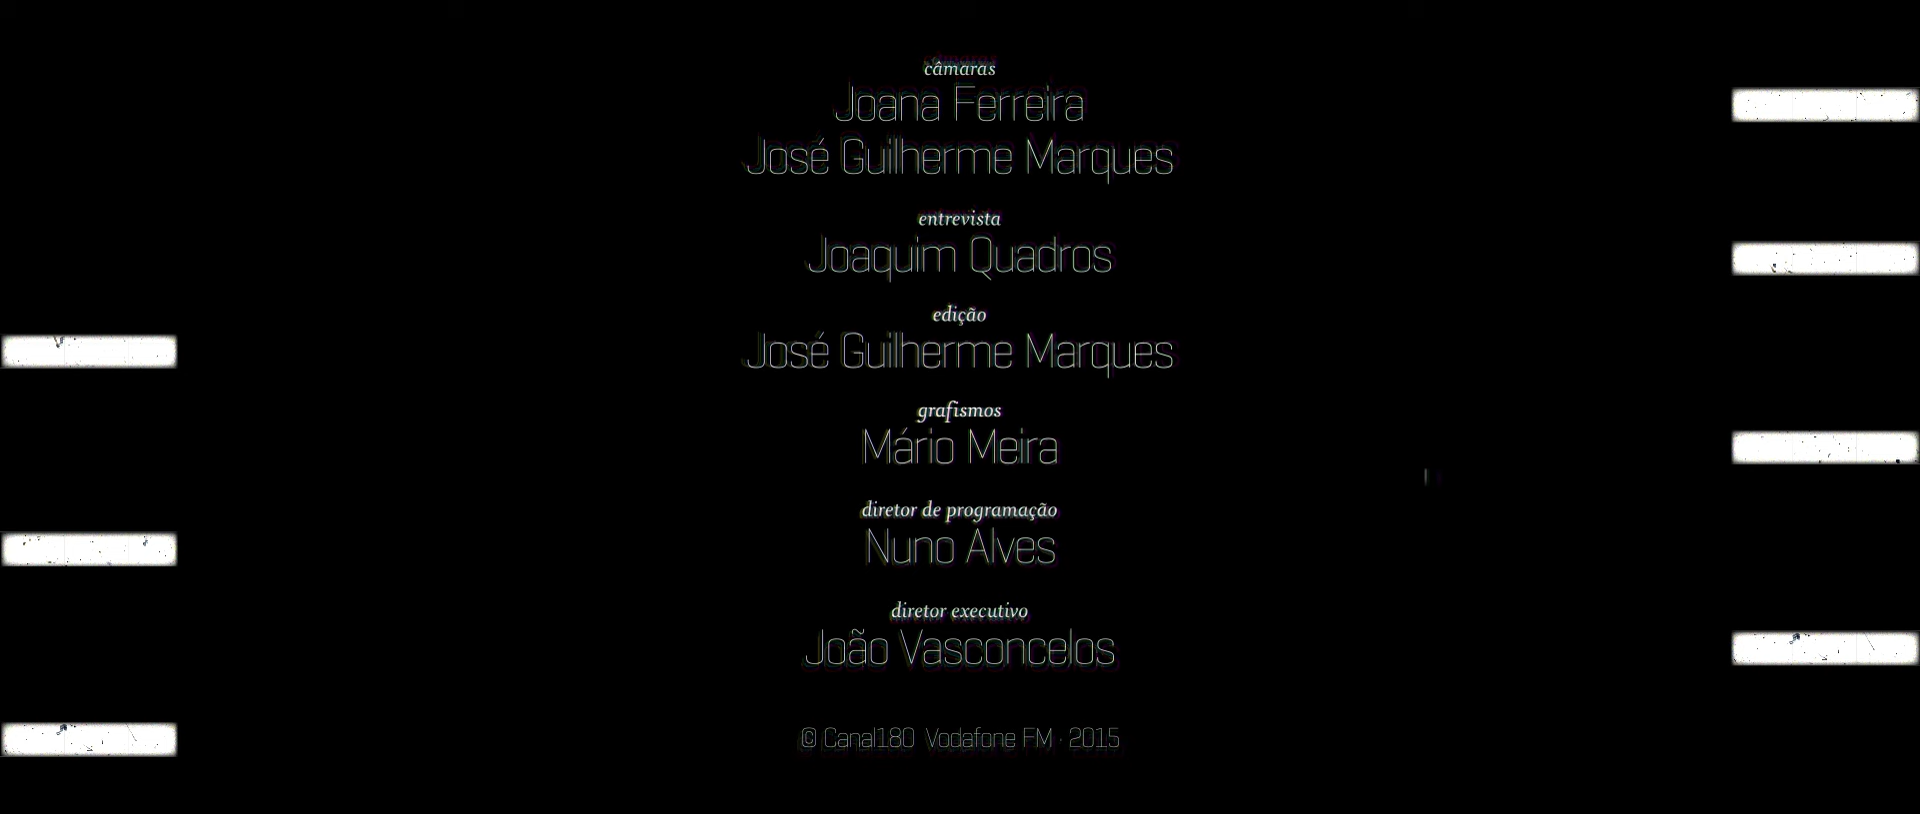 câmaras
Joana Ferreira
José Guilherme Marques
entrevista
Joaquim Quadros
edição
José Guilherme Marques
grafismos
Mário Meira
diretor de programação
Nuno Alves
diretor executivo
João Vasconcelos
© Canal180 Vodafone FM · 2015